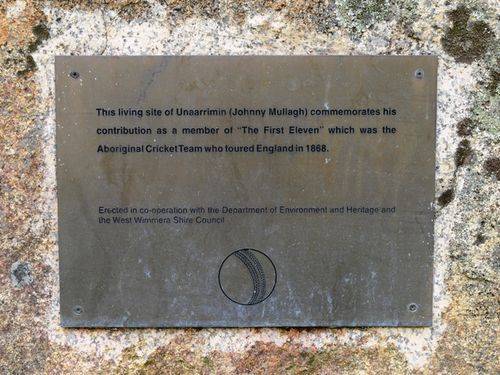 This living site of Unaarrimin (Johnny Mullagh) commemorates his
contribution as a member of "The First Eleven" which was the
Aboriginal CricketTeam who toured England in 1868.
Erected in co-operation with the Department of Environment and Heritage and
the West Wimmera Shire Council